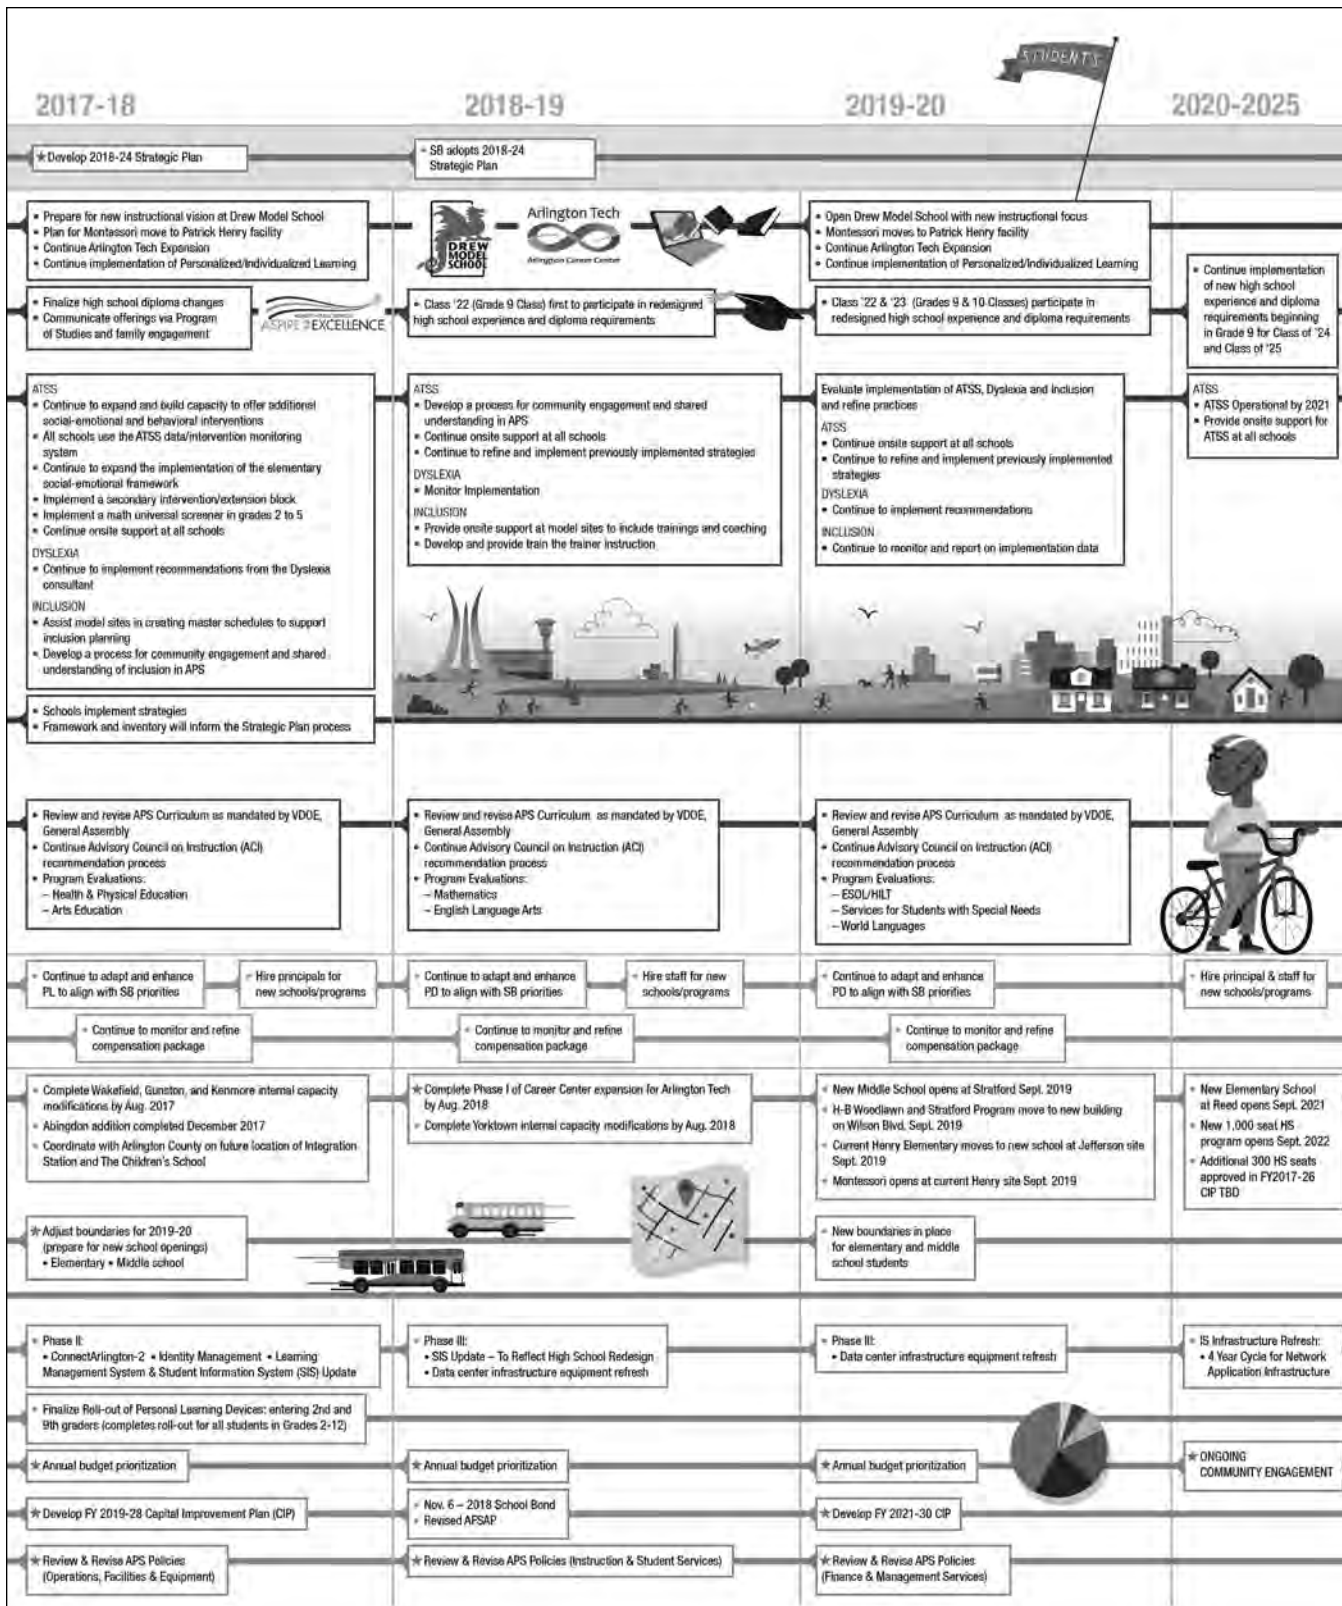 STUDENTS
2017-18
2018-19
2019-20
2020-2025
★Develop 2018-24 Strategic Plan
SB adopts 2018-24
Strategic Plan
• Prepare for new instructional vision at Drew Model School
• Plan for Montessori move to Patrick Henry facility
• Continue Arlington Tech Expansion
• Continue implementation of Personalized/Individualized Learning
DREW
MODEL
SCHOOL
Arlington Tech
Arlington Career Center
• Open Drew Model School with new instructional focus
• Montessori moves to Patrick Henry facility
• Continue Arlington Tech Expansion
• Continue implementation of Personalized/Individualized Learning
• Finalize high school diploma changes
• Communicate offerings via Program
of Studies and family engagement
ASPIRE EXCELLENCE
• Class '22 (Grade 9 Class) first to participate in redesigned
high school experience and diploma requirements
• Class '22 & '23 (Grades 9 & 10 Classes) participate in
redesigned high school experience and diploma requirements
• Continue implementation
of new high school
experience and diploma
requirements beginning
in Grade 9 for Class of '24
and Class of '25
ATSS
• Continue to expand and build capacity to offer additional
social-emotional and behavioral interventions
• All schools use the ATSS data/intervention monitoring
system
• Continue to expand the implementation of the elementary
social-emotional framework
• Implement a secondary intervention/extension block
• Implement a math universal screener in grades 2 to 5
• Continue onsite support at all schools
DYSLEXIA
• Continue to implement recommendations from the Dyslexia
consultant
INCLUSION
• Assist model sites in creating master schedules to support
inclusion planning
• Develop a process for community engagement and shared
understanding of inclusion in APS
ATSS
• Develop a process for community engagement and shared
understanding in APS
• Continue onsite support at all schools
• Continue to refine and implement previously implemented strategies
DYSLEXIA
• Monitor Implementation
INCLUSION
• Provide onsite support at model sites to include trainings and coaching
• Develop and provide train the trainer instruction
Evaluate implementation of ATSS, Dyslexia and Inclusion
and refine practices
ATSS
• Continue onsite support at all schools
• Continue to refine and implement previously implemented
strategies
DYSLEXIA
• Continue to implement recommendations
INCLUSION
• Continue to monitor and report on implementation data
ATSS
• ATSS Operational by 2021
• Provide onsite support for
ATSS at all schools
• Schools implement strategies
• Framework and inventory will inform the Strategic Plan process
• Review and revise APS Curriculum as mandated by VDOE,
General Assembly
• Continue Advisory Council on Instruction (ACI)
recommendation process
• Program Evaluations:
– Health & Physical Education
– Arts Education
• Review and revise APS Curriculum as mandated by VDOE,
General Assembly
• Continue Advisory Council on Instruction (ACI)
recommendation process
• Program Evaluations:
– Mathematics
– English Language Arts
• Review and revise APS Curriculum as mandated by VDOE,
General Assembly
• Continue Advisory Council on Instruction (ACI)
recommendation process
• Program Evaluations:
– ESOL/HILT
– Services for Students with Special Needs
– World Languages
Continue to adapt and enhance
PL to align with SB priorities
Hire principals for
new schools/programs
Continue to adapt and enhance
PD to align with SB priorities
Hire staff for new
schools/programs
Continue to adapt and enhance
PD to align with SB priorities
Hire principal & staff for
new schools/programs
Continue to monitor and refine
compensation package
Continue to monitor and refine
compensation package
Continue to monitor and refine
compensation package
Complete Wakefield, Gunston, and Kenmore internal capacity
modifications by Aug. 2017
Abingdon addition completed December 2017
Coordinate with Arlington County on future location of Integration
Station and The Children's School
★Complete Phase I of Career Center expansion for Arlington Tech
by Aug. 2018
Complete Yorktown internal capacity modifications by Aug. 2018
New Middle School opens at Stratford Sept. 2019
H-B Woodlawn and Stratford Program move to new building
on Wilson Blvd. Sept. 2019
Current Henry Elementary moves to new school at Jefferson site
Sept. 2019
Montessori opens at current Henry site Sept. 2019
New Elementary School
at Reed opens Sept. 2021
New 1,000 seat HS
program opens Sept. 2022
Additional 300 HS seats
approved in FY2017-26
CIP TBD
★Adjust boundaries for 2019-20
(prepare for new school openings)
• Elementary • Middle school
New boundaries in place
for elementary and middle
school students
Phase II:
• ConnectArlington-2 • Identity Management • Learning
Management System & Student Information System (SIS) Update
Phase III:
• SIS Update – To Reflect High School Redesign
• Data center infrastructure equipment refresh
Phase III:
• Data center infrastructure equipment refresh
IS Infrastructure Refresh:
• 4 Year Cycle for Network
Application Infrastructure
Finalize Roll-out of Personal Learning Devices: entering 2nd and
9th graders (completes roll-out for all students in Grades 2-12)
★Annual budget prioritization
★Annual budget prioritization
★Annual budget prioritization
★ONGOING
COMMUNITY ENGAGEMENT
★Develop FY 2019-28 Capital Improvement Plan (CIP)
Nov. 6 – 2018 School Bond
Revised AFSAP
★Develop FY 2021-30 CIP
★Review & Revise APS Policies
(Operations, Facilities & Equipment)
★Review & Revise APS Policies (Instruction & Student Services)
★Review & Revise APS Policies
(Finance & Management Services)